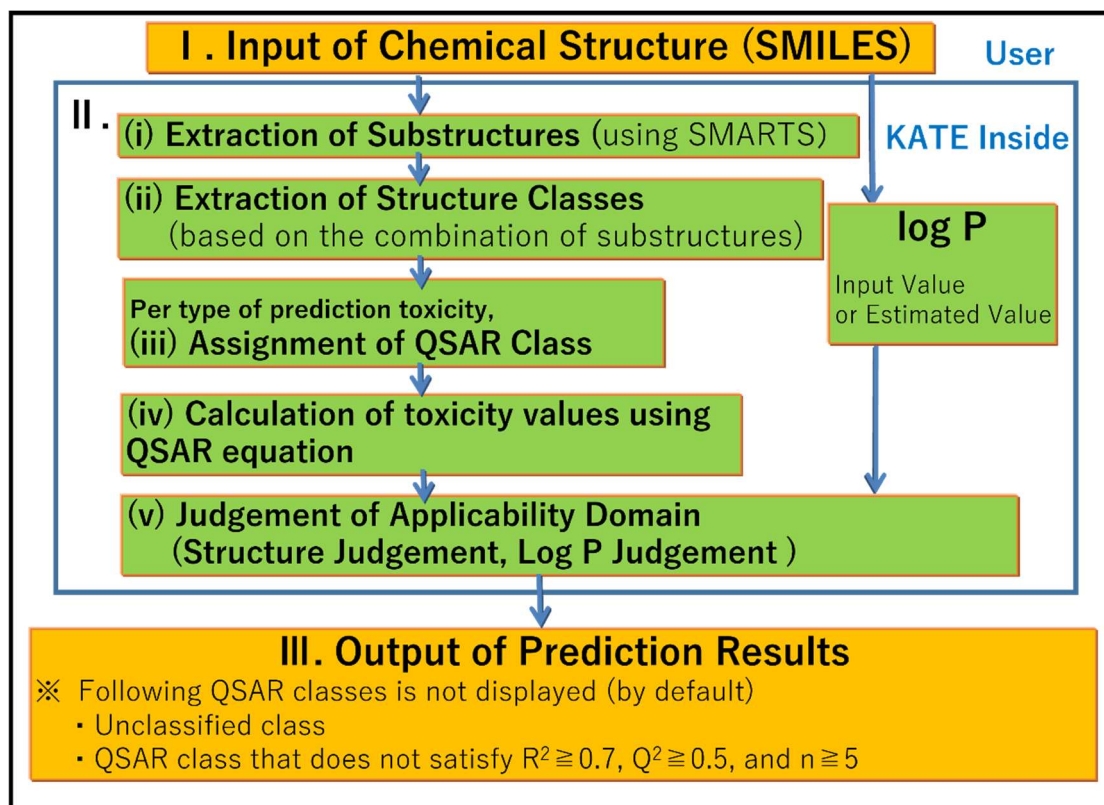 Ⅰ. Input of Chemical Structure (SMILES)
User
Ⅱ.
(i) Extraction of Substructures (using SMARTS)
KATE Inside
(ii) Extraction of Structure Classes
(based on the combination of substructures)
log P
Input Value
or Estimated Value
Per type of prediction toxicity,
(iii) Assignment of QSAR Class
(iv) Calculation of toxicity values using
QSAR equation
(v) Judgement of Applicability Domain
(Structure Judgement, Log P Judgement )
Ⅲ. Output of Prediction Results
※ Following QSAR classes is not displayed (by default)
・Unclassified class
・QSAR class that does not satisfy R²≧0.7, Q²≧0.5, and n≧5